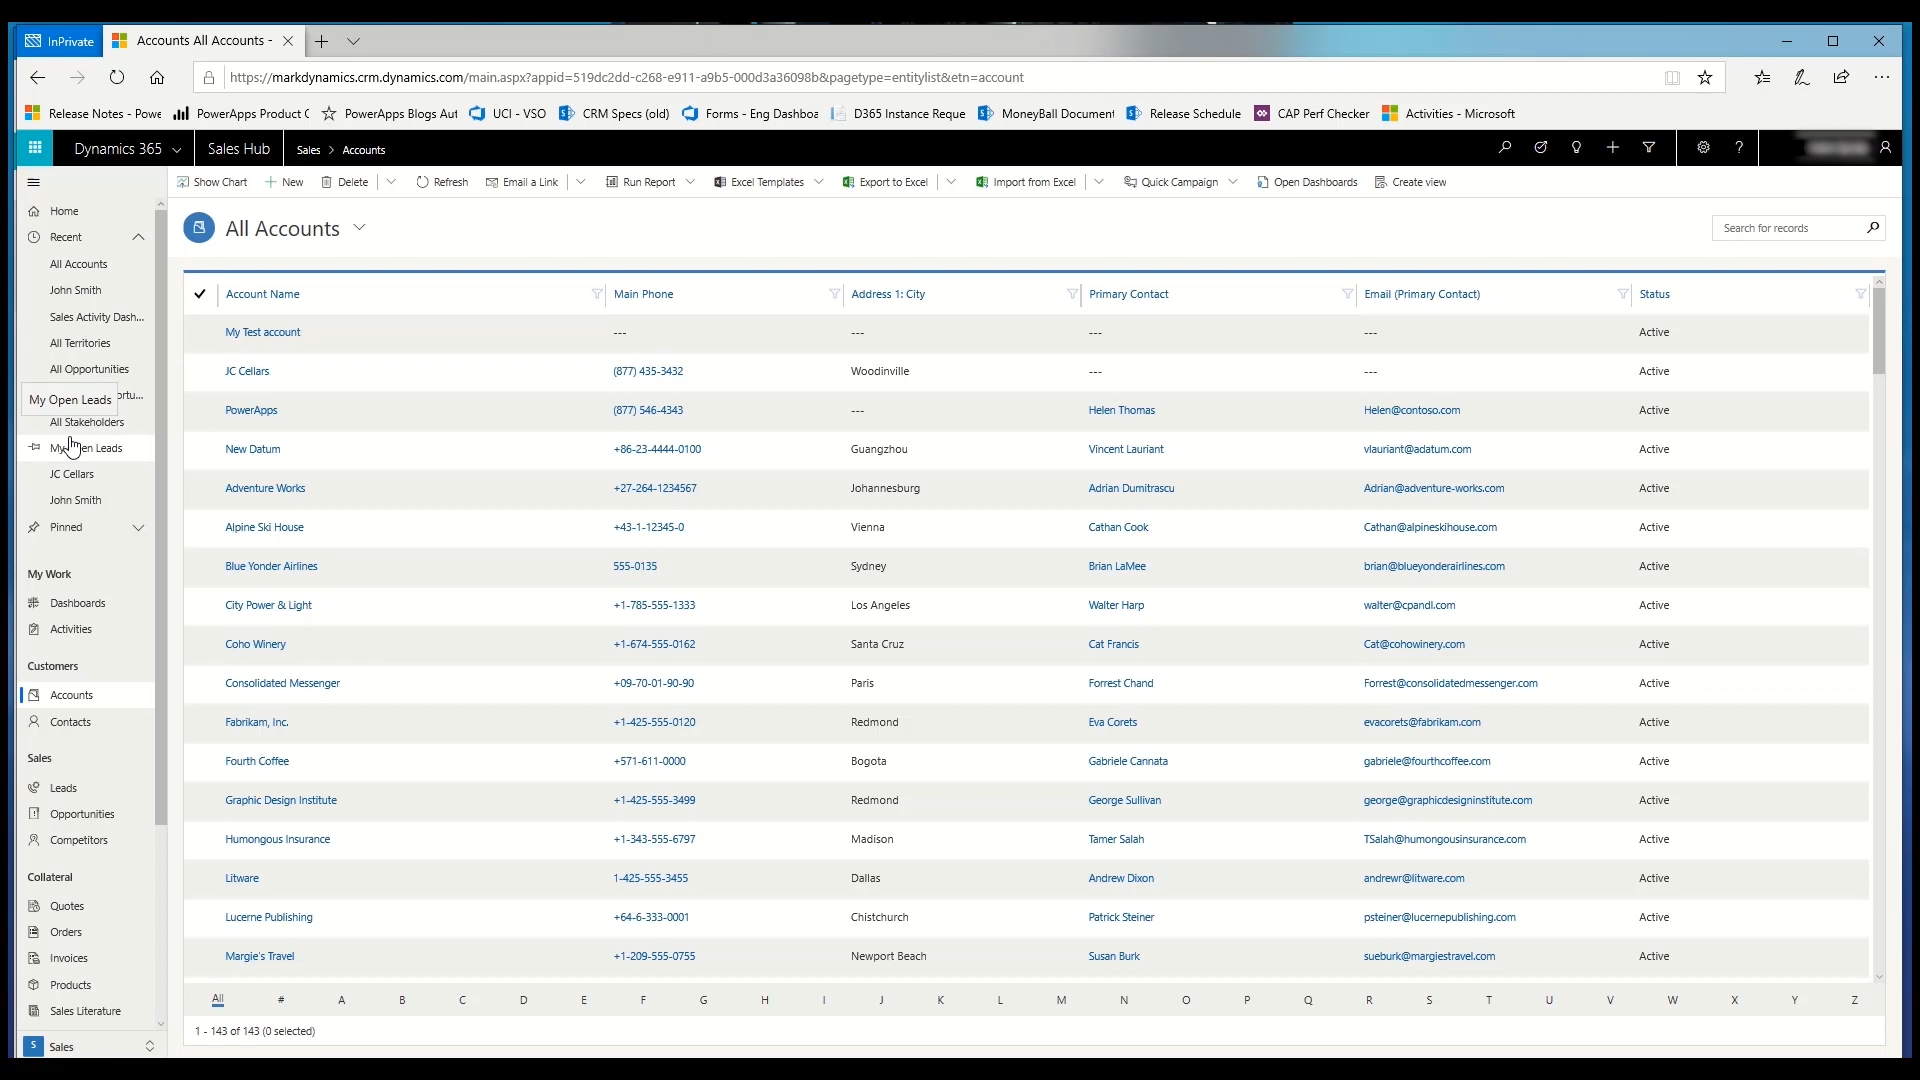 InPrivate
Accounts All Accounts -
https://markdynamics.crm.dynamics.com/main.aspx?appid=519dc2dd-c268-e911-a9b5-000d3a36098b&pagetype=entitylist&etn=account
Release Notes - Powe PowerApps Product C PowerApps Blogs Aut UCI - VSO CRM Specs (old) Forms - Eng Dashboa D365 Instance Reque MoneyBall Document Release Schedule CAP Perf Checker Activities - Microsoft
Dynamics 365 Sales Hub Sales > Accounts
Show Chart New Delete Refresh Email a Link Run Report Excel Templates Export to Excel Import from Excel Quick Campaign Open Dashboards Create view
Home
Recent
All Accounts
John Smith
Sales Activity Dash...
All Territories
All Opportunities
ortu...
My Open Leads
All Stakeholders
My Open Leads
JC Cellars
John Smith
Pinned
My Work
Dashboards
Activities
Customers
Accounts
Contacts
Sales
Leads
Opportunities
Competitors
Collateral
Quotes
Orders
Invoices
Products
Sales Literature
S Sales
All Accounts
Search for records
Account Name Main Phone Address 1: City Primary Contact Email (Primary Contact) Status
My Test account --- --- --- --- Active
JC Cellars (877) 435-3432 Woodinville --- --- Active
PowerApps (877) 546-4343 --- Helen Thomas Helen@contoso.com Active
New Datum +86-23-4444-0100 Guangzhou Vincent Lauriant vlauriant@adatum.com Active
Adventure Works +27-264-1234567 Johannesburg Adrian Dumitrascu Adrian@adventure-works.com Active
Alpine Ski House +43-1-12345-0 Vienna Cathan Cook Cathan@alpineskihouse.com Active
Blue Yonder Airlines 555-0135 Sydney Brian LaMee brian@blueyonderairlines.com Active
City Power & Light +1-785-555-1333 Los Angeles Walter Harp walter@cpandl.com Active
Coho Winery +1-674-555-0162 Santa Cruz Cat Francis Cat@cohowinery.com Active
Consolidated Messenger +09-70-01-90-90 Paris Forrest Chand Forrest@consolidatedmessenger.com Active
Fabrikam, Inc. +1-425-555-0120 Redmond Eva Corets evacorets@fabrikam.com Active
Fourth Coffee +571-611-0000 Bogota Gabriele Cannata gabriele@fourthcoffee.com Active
Graphic Design Institute +1-425-555-3499 Redmond George Sullivan george@graphicdesigninstitute.com Active
Humongous Insurance +1-343-555-6797 Madison Tamer Salah TSalah@humongousinsurance.com Active
Litware 1-425-555-3455 Dallas Andrew Dixon andrewr@litware.com Active
Lucerne Publishing +64-6-333-0001 Chistchurch Patrick Steiner psteiner@lucernepublishing.com Active
Margie's Travel +1-209-555-0755 Newport Beach Susan Burk sueburk@margiestravel.com Active
All # A B C D E F G H I J K L M N O P Q R S T U V W X Y Z
1 - 143 of 143 (0 selected)